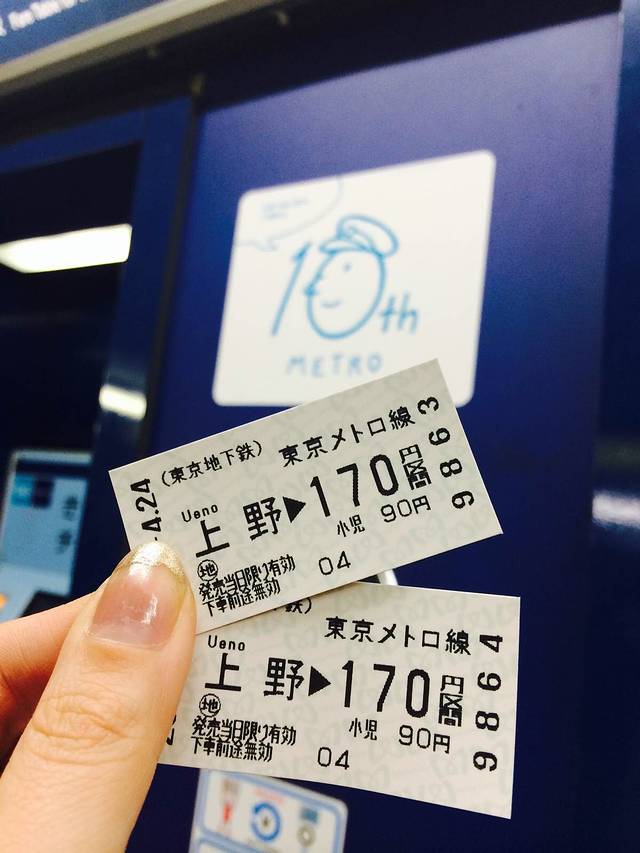 10th
METRO
-4.24
(東京地下鉄)
東京メトロ線
Ueno
上野▶170円区間
小児 90円
㊞発売当日限り有効
下車前途無効
04
9863
鉄)
東京メトロ線
Ueno
上野▶170円区間
小児 90円
発売当日限り有効
下車前途無効
04
9864